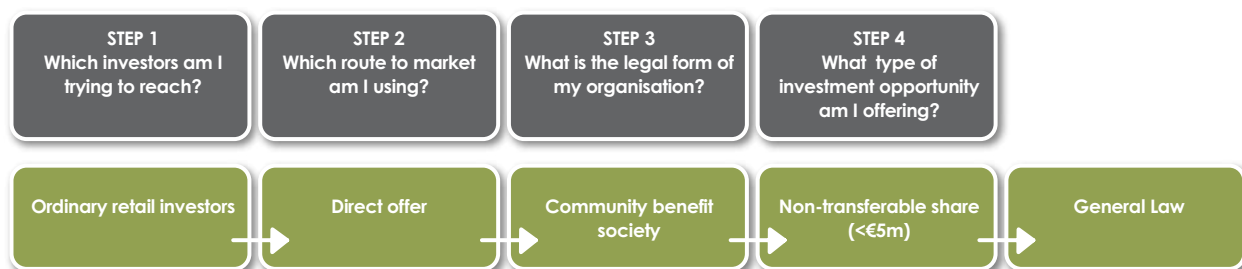 STEP 1
Which investors am I
trying to reach?
STEP 2
Which route to market
am I using?
STEP 3
What is the legal form of
my organisation?
STEP 4
What type of
investment opportunity
am I offering?
Ordinary retail investors
Direct offer
Community benefit
society
Non-transferable share
(<€5m)
General Law